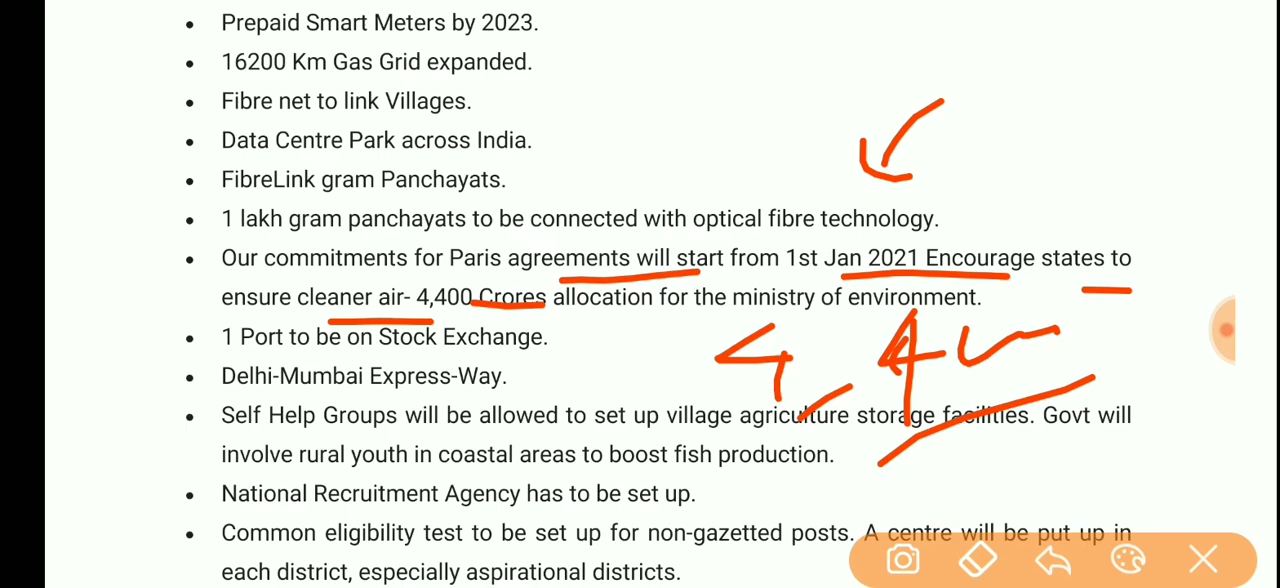 • Prepaid Smart Meters by 2023.
• 16200 Km Gas Grid expanded.
• Fibre net to link Villages.
• Data Centre Park across India.
• FibreLink gram Panchayats.
• 1 lakh gram panchayats to be connected with optical fibre technology.
• Our commitments for Paris agreements will start from 1st Jan 2021 Encourage states to
ensure cleaner air- 4,400 Crores allocation for the ministry of environment.
• 1 Port to be on Stock Exchange.
• Delhi-Mumbai Express-Way.
• Self Help Groups will be allowed to set up village agriculture storage facilities. Govt will
involve rural youth in coastal areas to boost fish production.
• National Recruitment Agency has to be set up.
• Common eligibility test to be set up for non-gazetted posts. A centre will be put up in
each district, especially aspirational districts.